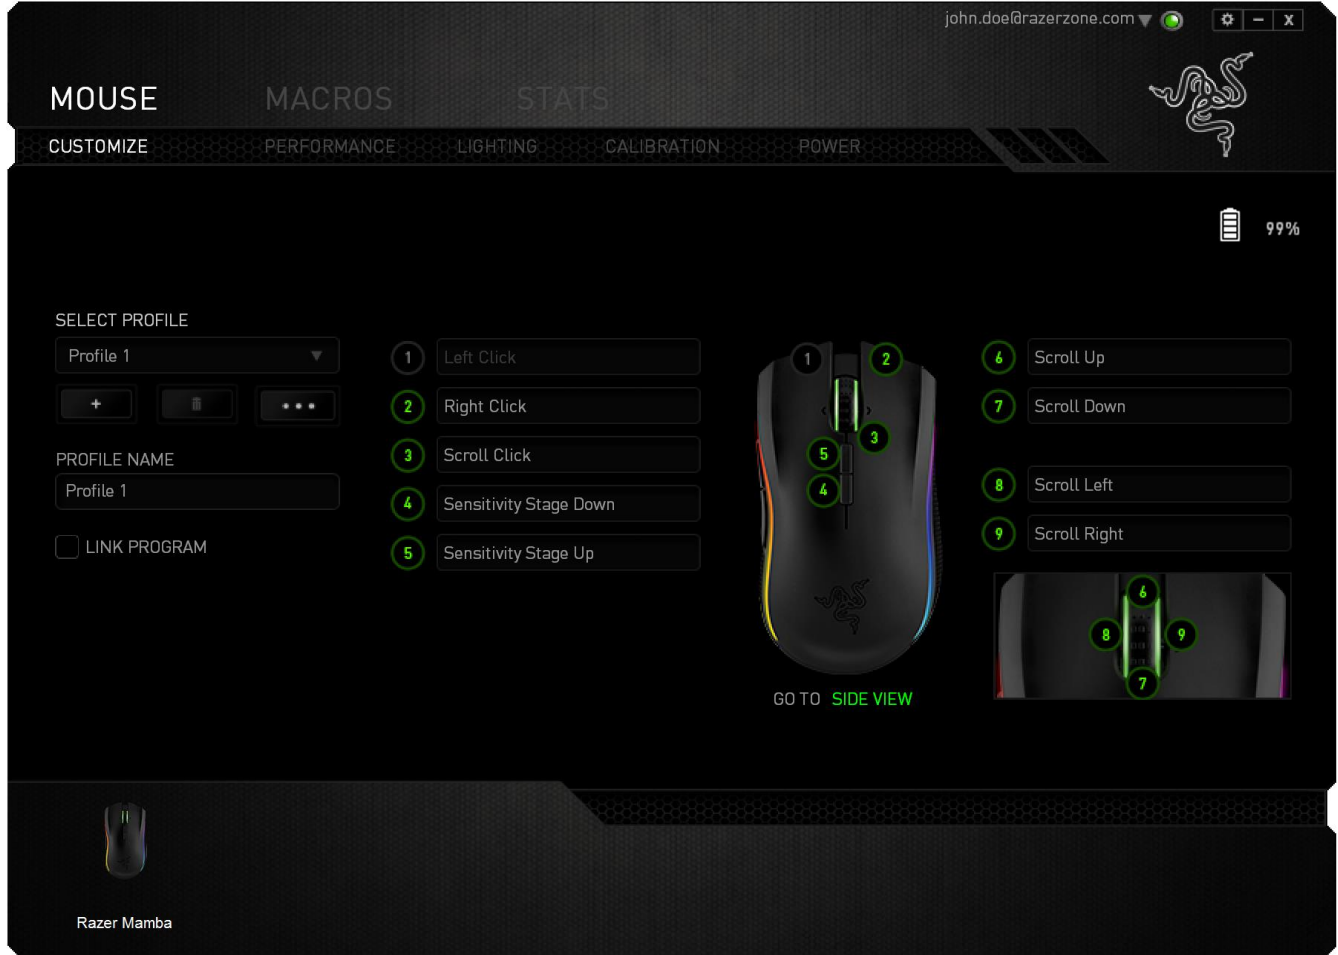 john.doe@razerzone.com
MOUSE MACROS STATS
CUSTOMIZE PERFORMANCE LIGHTING CALIBRATION POWER
99%
SELECT PROFILE
Profile 1
PROFILE NAME
Profile 1
LINK PROGRAM
1 Left Click
2 Right Click
3 Scroll Click
4 Sensitivity Stage Down
5 Sensitivity Stage Up
1 2
3
5
4
GO TO SIDE VIEW
6 Scroll Up
7 Scroll Down
8 Scroll Left
9 Scroll Right
6
8 9
7
Razer Mamba